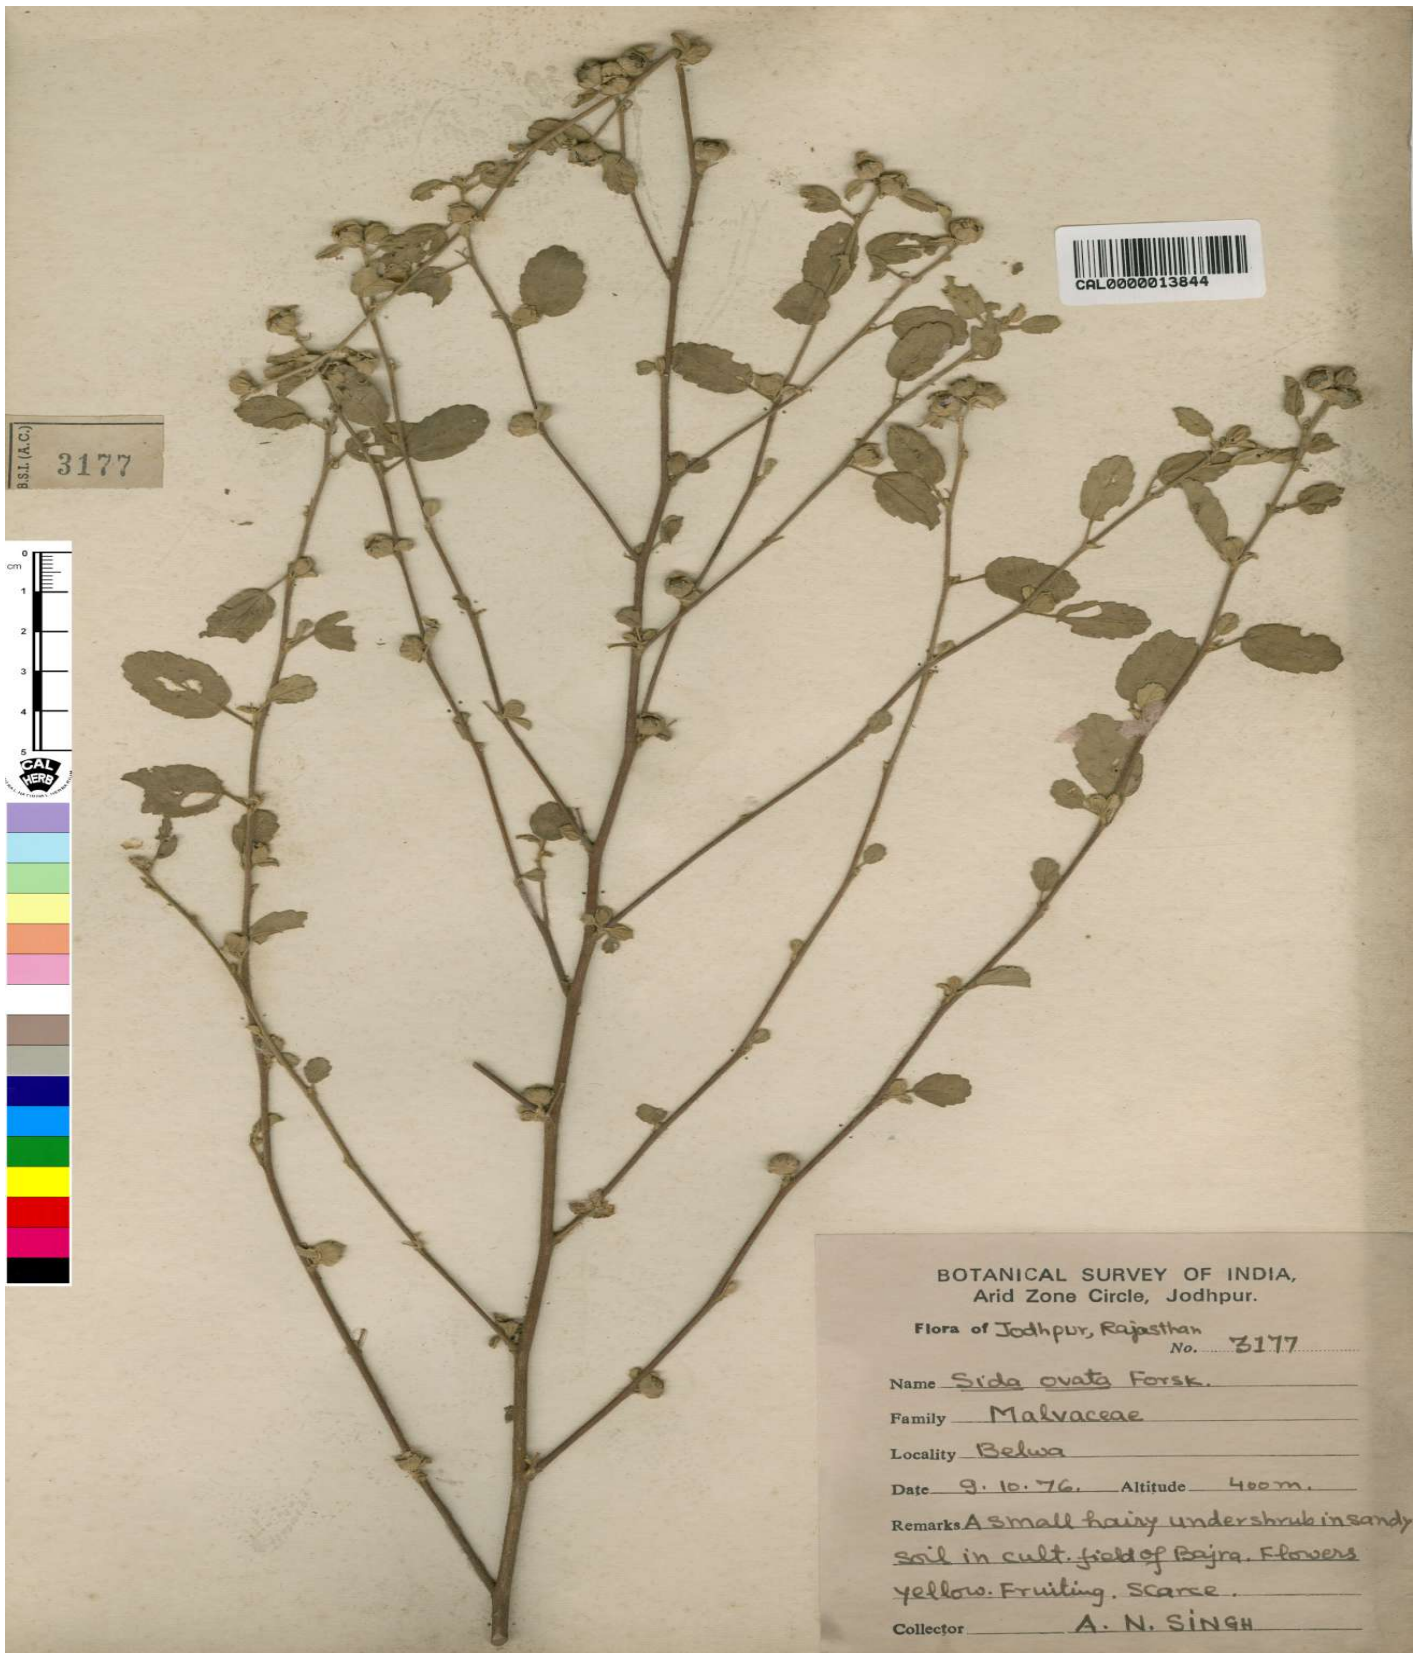 CAL0000013844
B.S.I. (A.C.)
3177
0
cm
1
2
3
4
5
CAL
HERB
BOTANICAL SURVEY OF INDIA,
Arid Zone Circle, Jodhpur.
Flora of Jodhpur, Rajasthan
No. 3177
Name Sida ovata Forsk.
Family Malvaceae
Locality Belwa
Date 9.10.76. Altitude 400m.
Remarks A small hairy undershrub in sandy
soil in cult. field of Bajra. Flowers
yellow. Fruiting. Scarce.
Collector A. N. SINGH